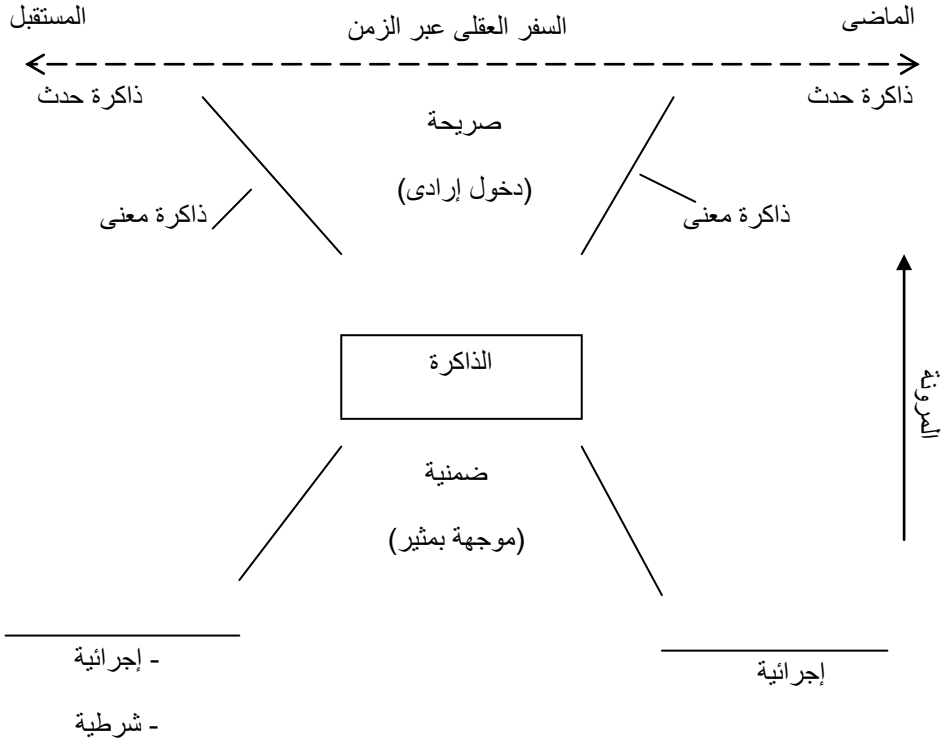 الماضى
السفر العقلى عبر الزمن
المستقبل
ذاكرة حدث
ذاكرة حدث
صريحة
(دخول إرادى)
ذاكرة معنى
ذاكرة معنى
الذاكرة
المرونة
ضمنية
(موجهة بمثير)
إجرائية
- إجرائية
- شرطية